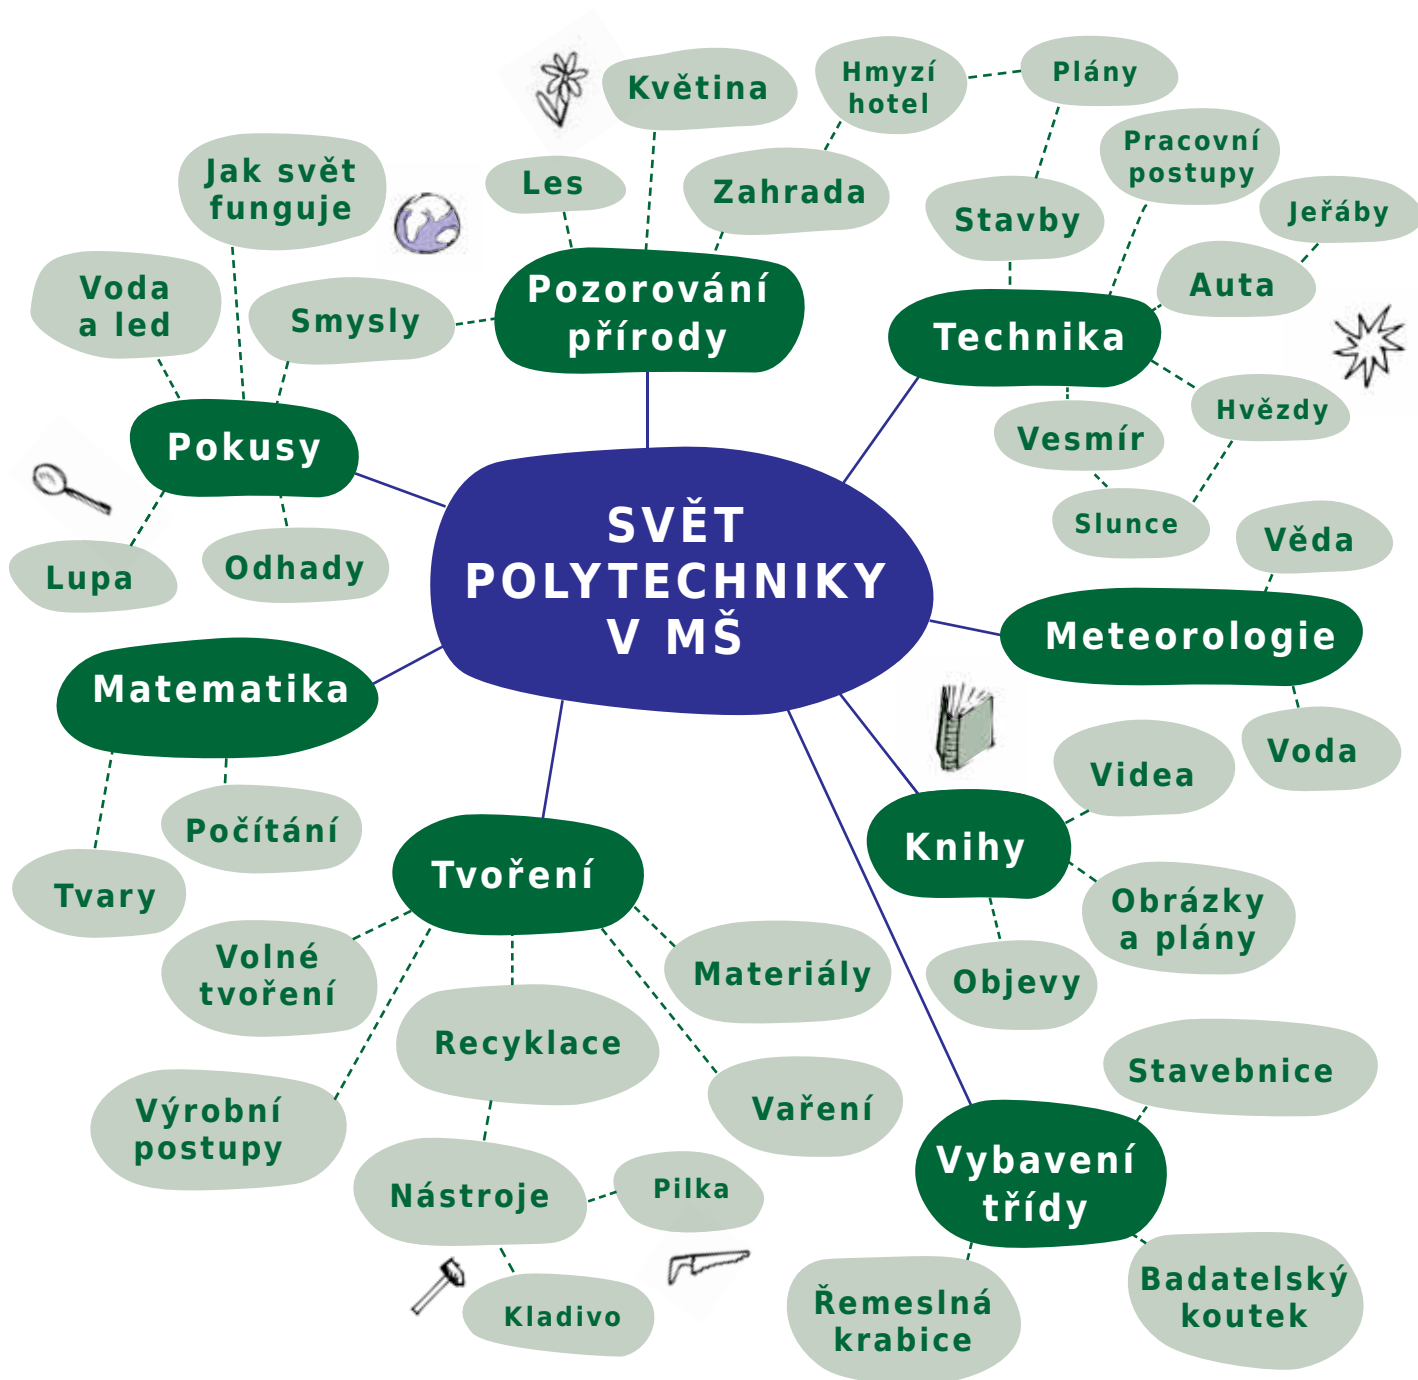 Květina
Hmyzí
hotel
Plány
Pracovní
postupy
Jak svět
funguje
Les
Zahrada
Stavby
Jeřáby
Voda
a led
Smysly
Pozorování
přírody
Auta
Technika
Pokusy
Vesmír
Hvězdy
Slunce
Lupa
Odhady
SVĚT
POLYTECHNIKY
V MŠ
Věda
Meteorologie
Matematika
Voda
Videa
Počítání
Tvary
Tvoření
Knihy
Obrázky
a plány
Volné
tvoření
Materiály
Objevy
Recyklace
Stavebnice
Výrobní
postupy
Vaření
Vybavení
třídy
Nástroje
Pilka
Kladivo
Řemeslná
krabice
Badatelský
koutek